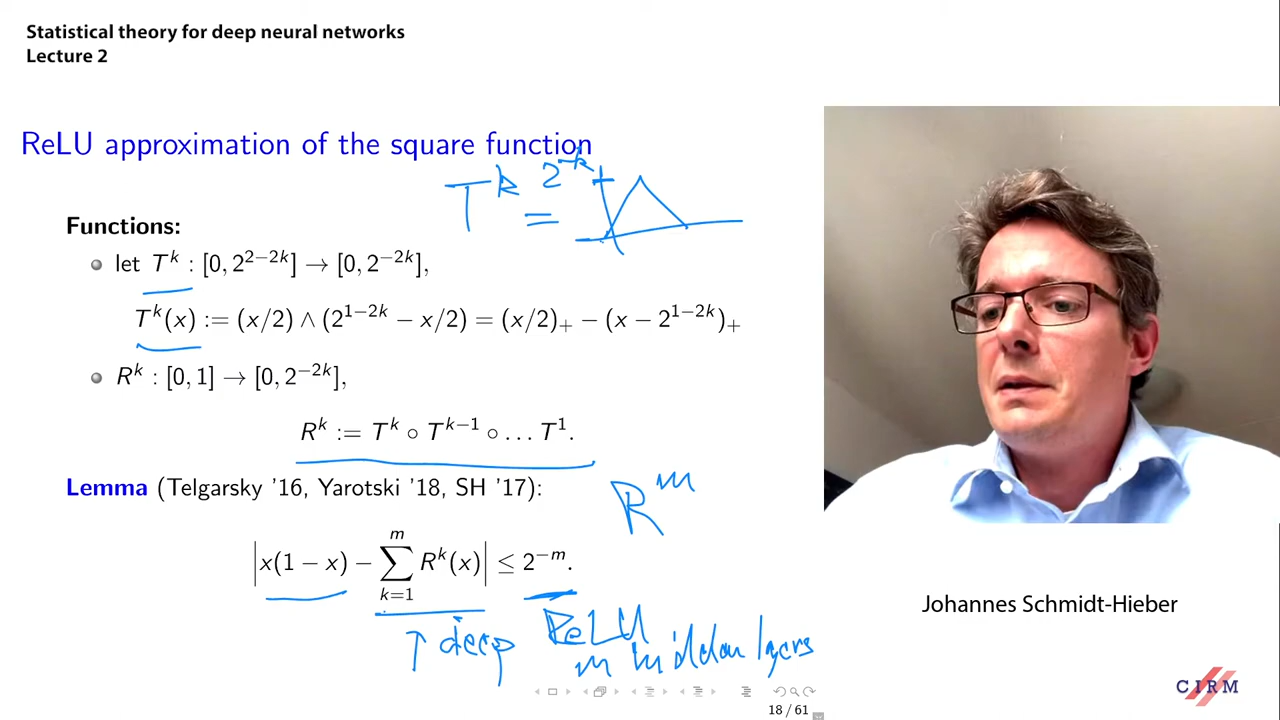 Statistical theory for deep neural networks
Lecture 2
ReLU approximation of the square function
T^k = 2^{-k}
Functions:
let T^k : [0, 2^{2−2k}] → [0, 2^{−2k}],
T^k(x) := (x/2) ∧ (2^{1−2k} − x/2) = (x/2)_+ − (x − 2^{1−2k})_+
R^k : [0, 1] → [0, 2^{−2k}],
R^k := T^k ∘ T^{k−1} ∘ … T^1.
Lemma (Telgarsky '16, Yarotski '18, SH '17):
R^m
|x(1 − x) − ∑_{k=1}^{m} R^k(x)| ≤ 2^{−m}.
↑ deep ReLU
m hidden layers
Johannes Schmidt-Hieber
18 / 61
CIRM